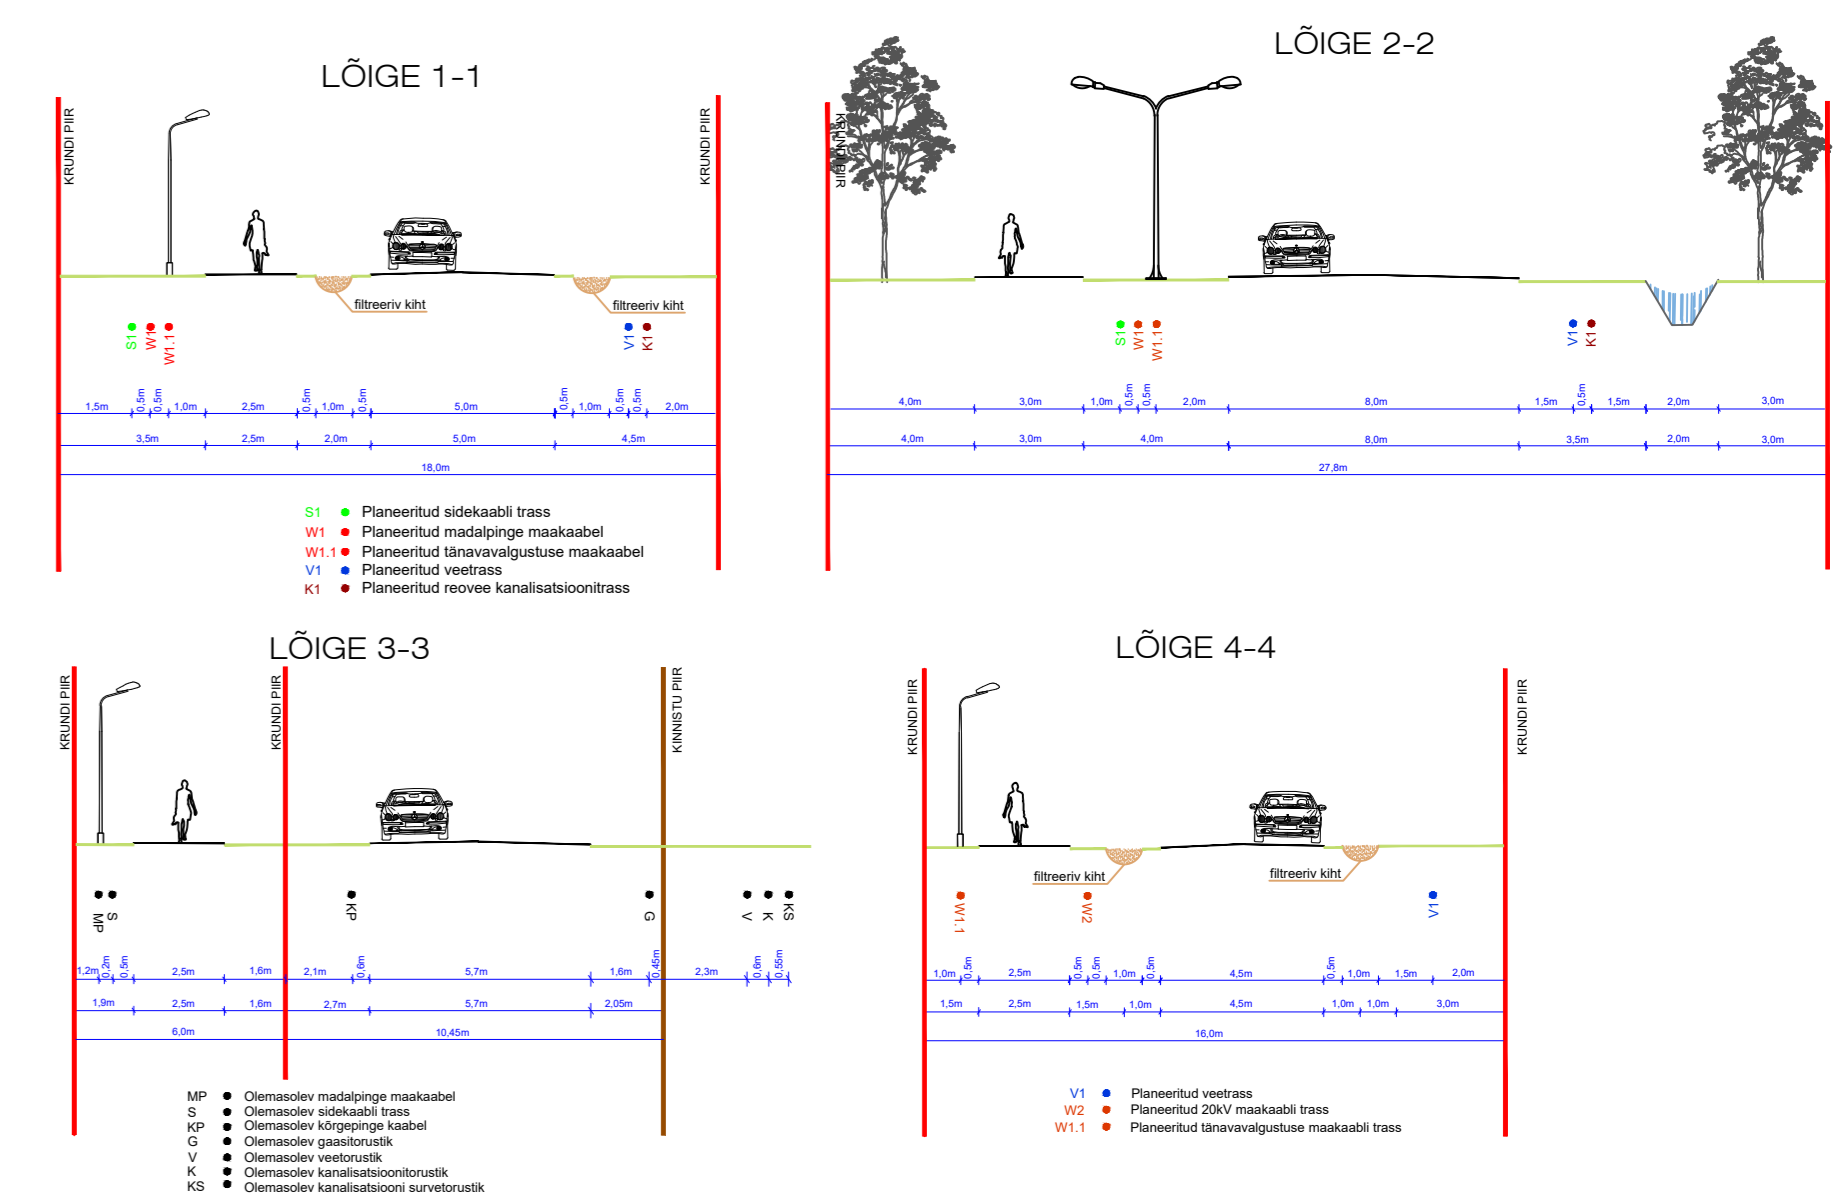 LÕIGE 1-1
KRUNDI PIIR
KRUNDI PIIR
filtreeriv kiht
filtreeriv kiht
S1
W1
W1.1
V1
K1
1,5m
0,5m
0,5m
1,0m
2,5m
0,5m
1,0m
0,5m
5,0m
0,5m
1,0m
0,5m
0,5m
2,0m
3,5m
2,5m
2,0m
5,0m
4,5m
18,0m
S1 Planeeritud sidekaabli trass
W1 Planeeritud madalpinge maakaabel
W1.1 Planeeritud tänavavalgustuse maakaabel
V1 Planeeritud veetrass
K1 Planeeritud reovee kanalisatsioonitrass
LÕIGE 2-2
KRUNDI PIIR
S1
W1
W1.1
V1
K1
4,0m
3,0m
1,0m
0,5m
0,5m
2,0m
8,0m
1,5m
0,5m
1,5m
2,0m
3,0m
4,0m
3,0m
4,0m
8,0m
3,5m
2,0m
3,0m
27,8m
LÕIGE 3-3
KRUNDI PIIR
KRUNDI PIIR
KINNISTU PIIR
MP
S
KP
G
V
K
KS
1,2m
0,2m
0,5m
2,5m
1,6m
2,1m
0,6m
5,7m
1,6m
0,45m
2,3m
0,6m
0,55m
1,9m
2,5m
1,6m
2,7m
5,7m
2,05m
6,0m
10,45m
MP Olemasolev madalpinge maakaabel
S Olemasolev sidekaabli trass
KP Olemasolev kõrgepinge kaabel
G Olemasolev gaasitorustik
V Olemasolev veetorustik
K Olemasolev kanalisatsioonitorustik
KS Olemasolev kanalisatsiooni survetorustik
LÕIGE 4-4
KRUNDI PIIR
KRUNDI PIIR
filtreeriv kiht
filtreeriv kiht
W1.1
W2
V1
1,0m
0,5m
2,5m
0,5m
0,5m
1,0m
0,5m
4,5m
0,5m
1,0m
1,5m
2,0m
1,5m
2,5m
1,5m
1,0m
4,5m
1,0m
1,0m
3,0m
16,0m
V1 Planeeritud veetrass
W2 Planeeritud 20kV maakaabli trass
W1.1 Planeeritud tänavavalgustuse maakaabli trass